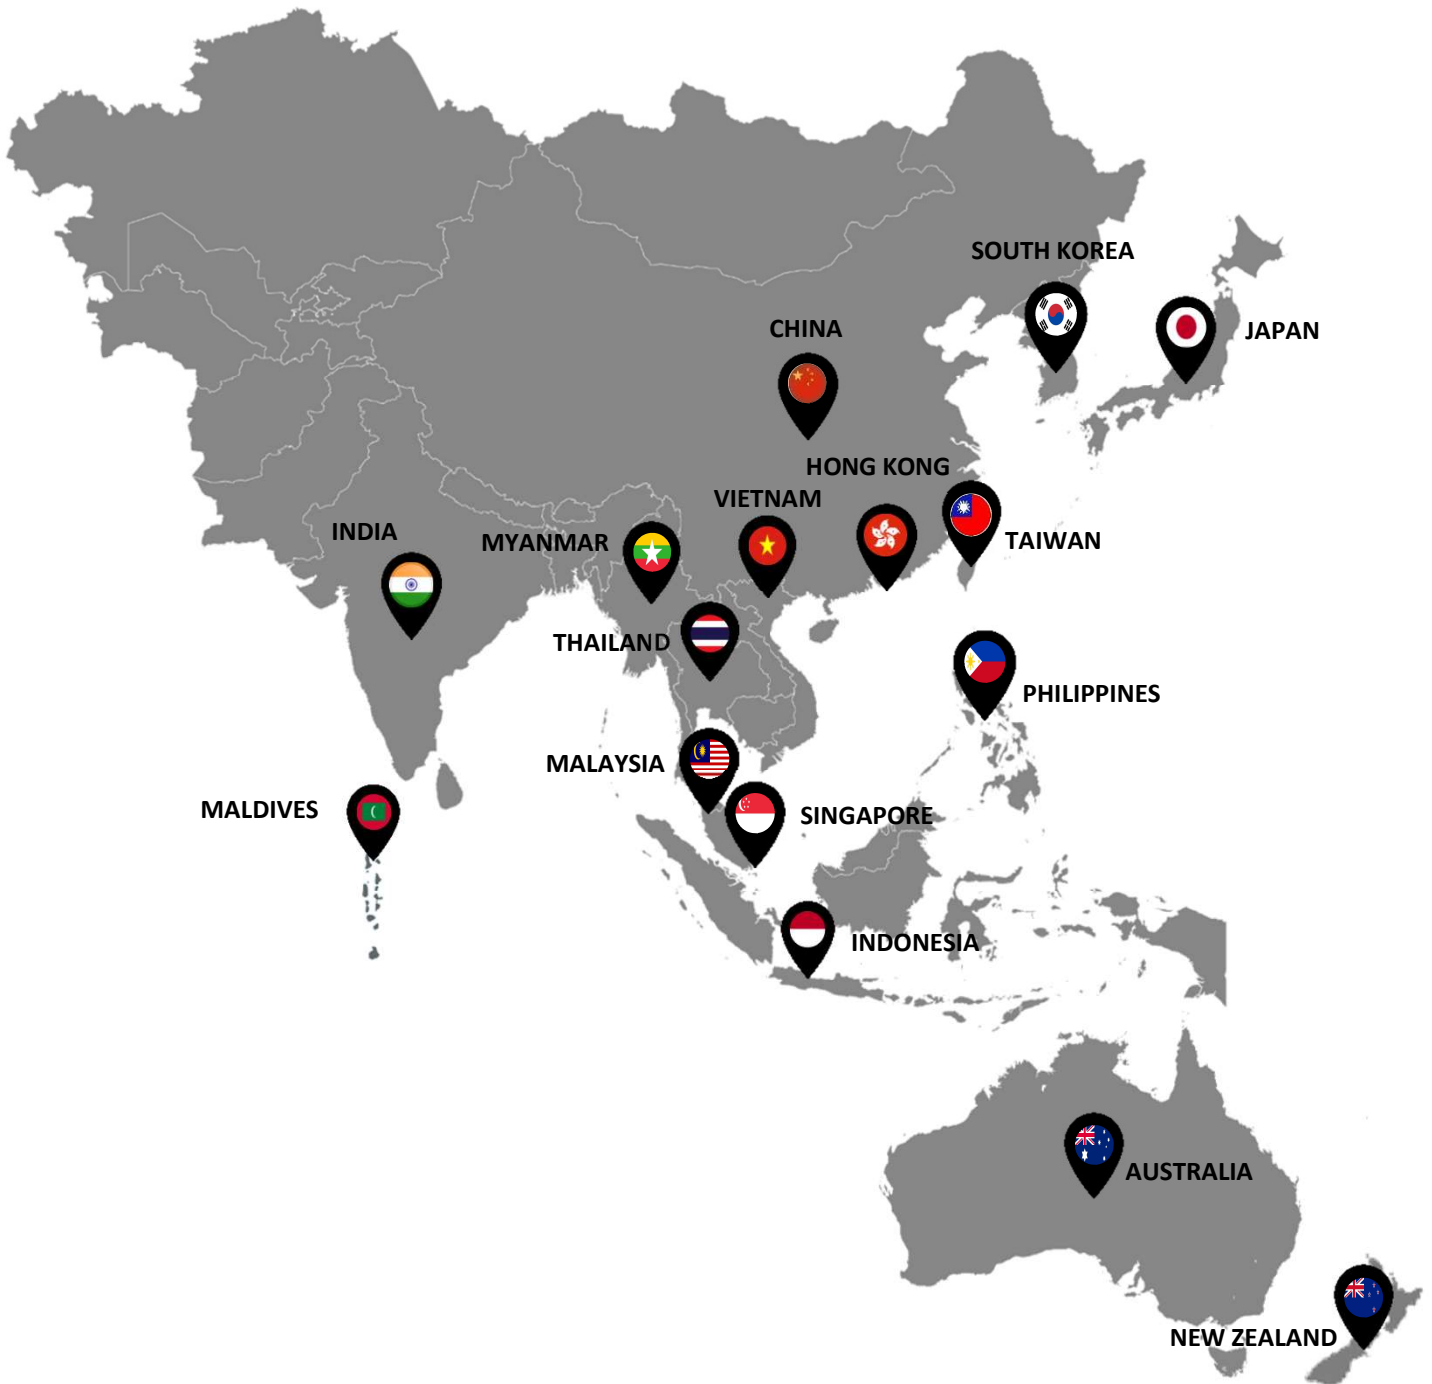 SOUTH KOREA
CHINA
JAPAN
HONG KONG
VIETNAM
INDIA
MYANMAR
TAIWAN
THAILAND
PHILIPPINES
MALAYSIA
MALDIVES
SINGAPORE
INDONESIA
AUSTRALIA
NEW ZEALAND